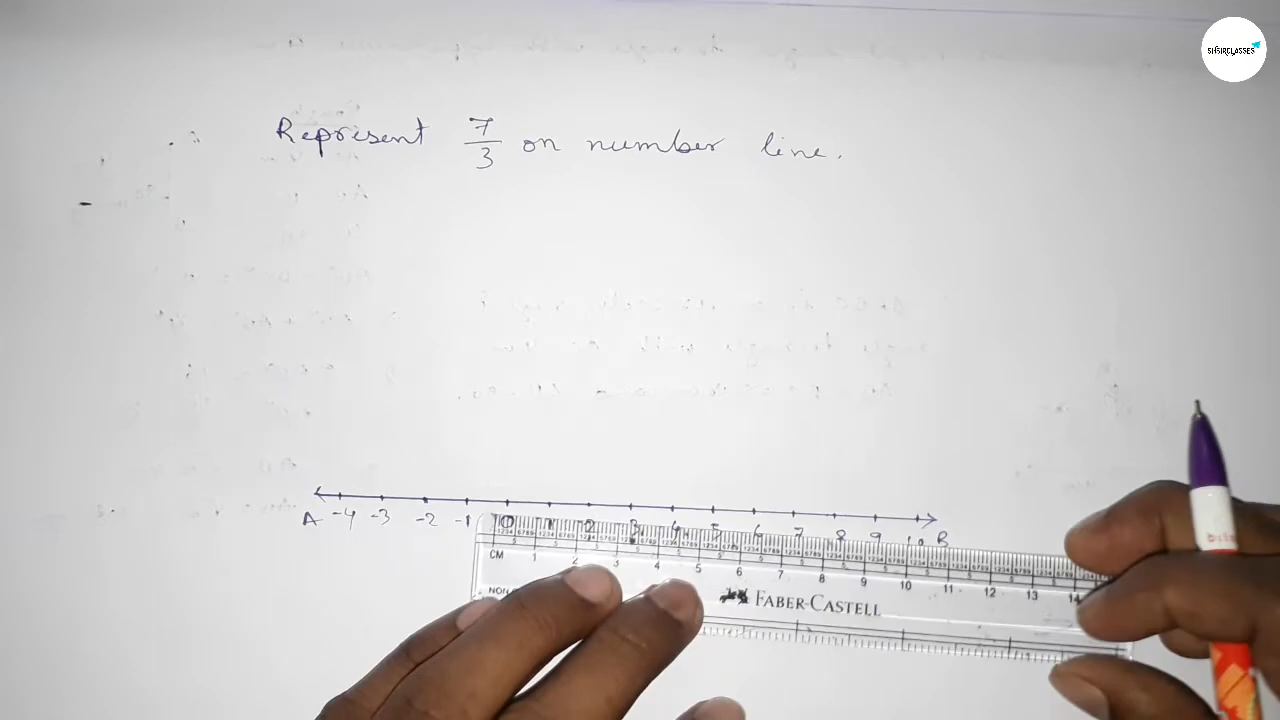 SHSIRCLASSES
Represent 7/3 on number line.
A -4 -3 -2 -1 0 1 2 3 4 5 6 7 8 9 10 B
CM 1 2 3 4 5 6 7 8 9 10 11 12 13 14
FABER-CASTELL